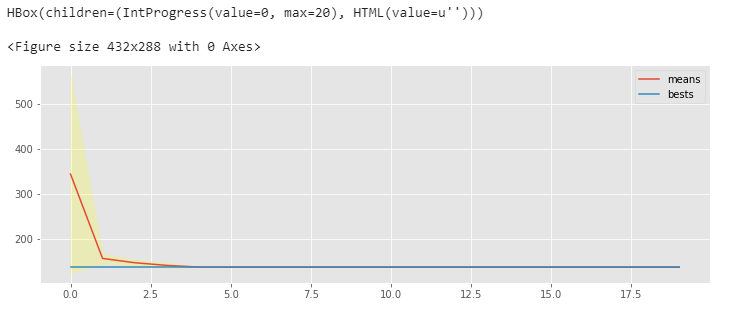 HBox(children=(IntProgress(value=0, max=20), HTML(value=u'')))
<Figure size 432x288 with 0 Axes>
means
bests
500
400
300
200
0.0 2.5 5.0 7.5 10.0 12.5 15.0 17.5